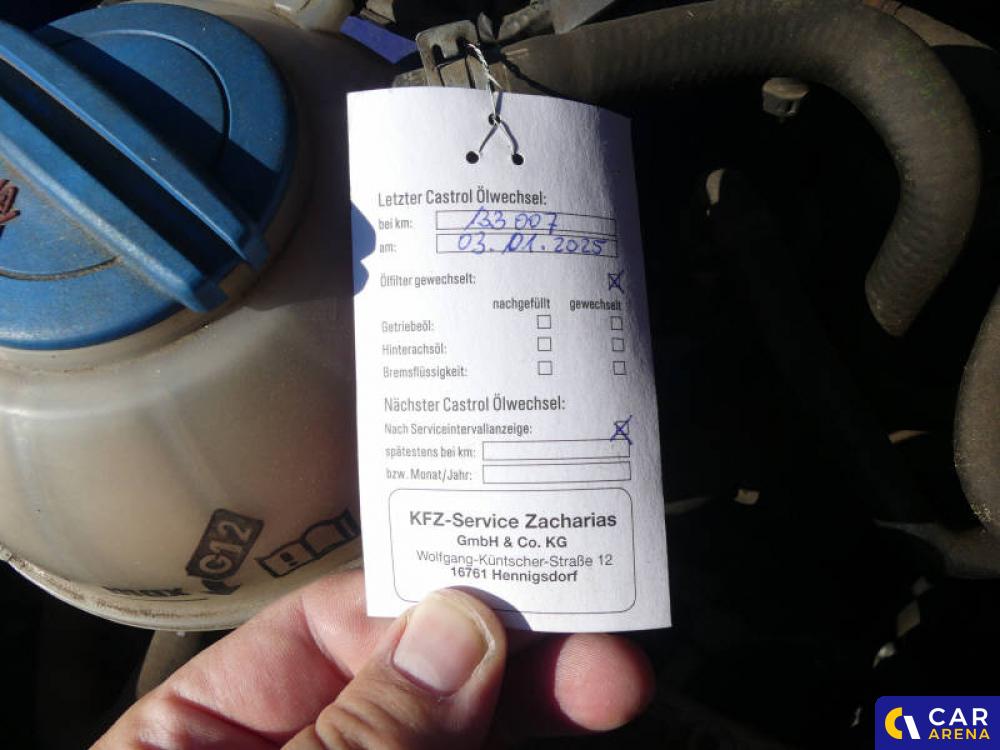 Letzter Castrol Ölwechsel:
bei km: 133 007
am: 03.01.2025
Ölfilter gewechselt:
nachgefüllt gewechselt
Getriebeöl:
Hinterachsöl:
Bremsflüssigkeit:
Nächster Castrol Ölwechsel:
Nach Serviceintervallanzeige:
spätestens bei km:
bzw. Monat/Jahr:
KFZ-Service Zacharias
GmbH & Co. KG
Wolfgang-Küntscher-Straße 12
16761 Hennigsdorf
G12
max
CAR
ARENA